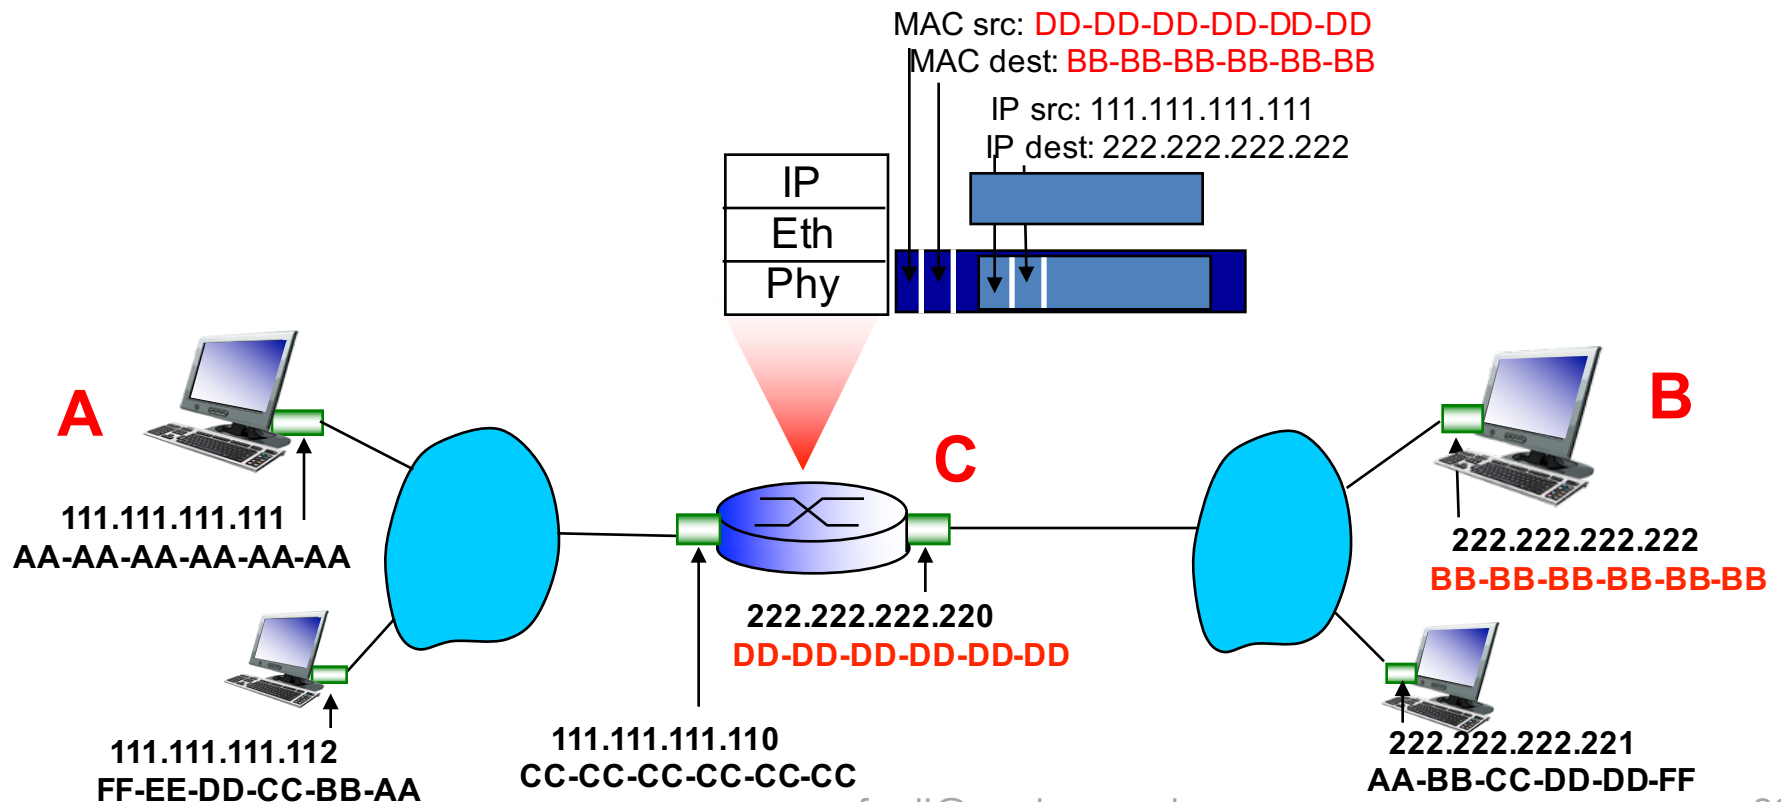 MAC src: DD-DD-DD-DD-DD-DD
MAC dest: BB-BB-BB-BB-BB-BB
IP src: 111.111.111.111
IP dest: 222.222.222.222
IP
Eth
Phy
A
B
C
111.111.111.111
AA-AA-AA-AA-AA-AA
222.222.222.222
BB-BB-BB-BB-BB-BB
222.222.222.220
DD-DD-DD-DD-DD-DD
111.111.111.112
FF-EE-DD-CC-BB-AA
111.111.111.110
CC-CC-CC-CC-CC-CC
222.222.222.221
AA-BB-CC-DD-DD-FF